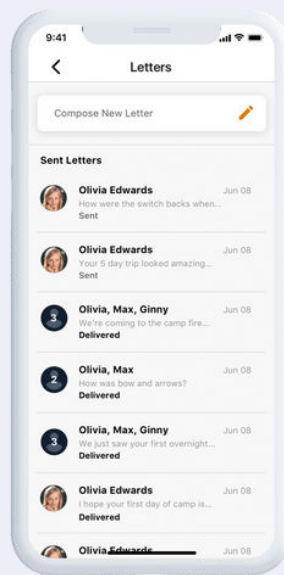 9:41
Letters
Compose New Letter
Sent Letters
Olivia Edwards Jun 08
How were the switch backs when...
Sent
Olivia Edwards Jun 08
Your 5 day trip looked amazing...
Sent
3 Olivia, Max, Ginny Jun 08
We're coming to the camp fire...
Delivered
2 Olivia, Max Jun 08
How was bow and arrows?
Delivered
3 Olivia, Max, Ginny Jun 08
We just saw your first overnight...
Delivered
Olivia Edwards Jun 08
I hope your first day of camp is...
Delivered
Olivia Edwards Jun 08